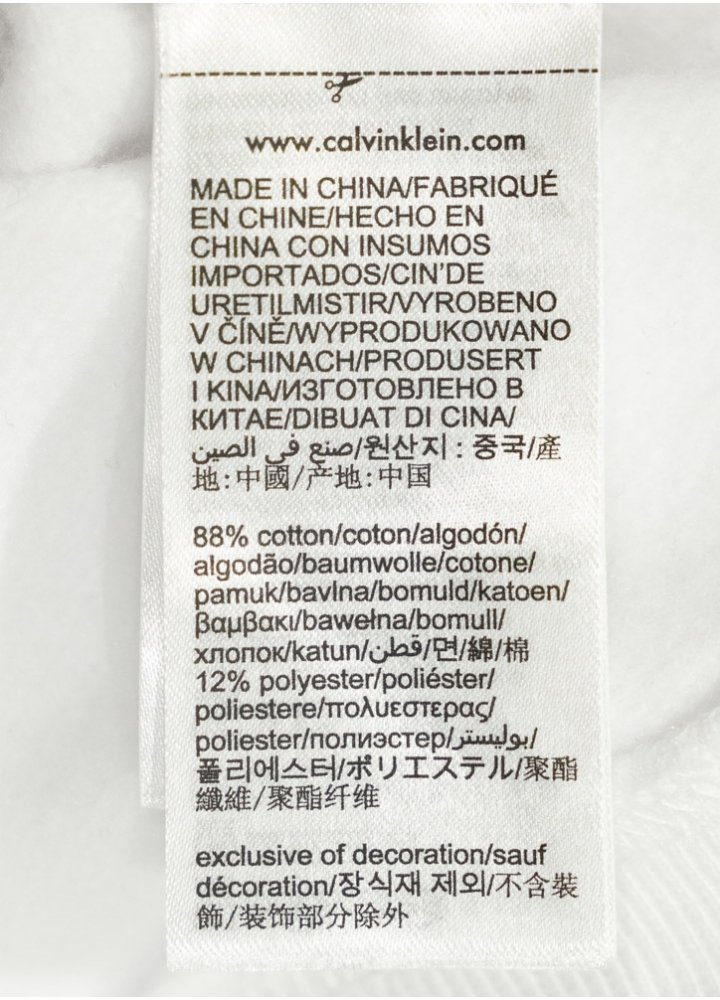 www.calvinklein.com
MADE IN CHINA/FABRIQUÉ
EN CHINE/HECHO EN
CHINA CON INSUMOS
IMPORTADOS/CIN'DE
URETILMISTIR/VYROBENO
V ČÍNĚ/WYPRODUKOWANO
W CHINACH/PRODUSERT
I KINA/ИЗГОТОВЛЕНО В
КИТАЕ/DIBUAT DI CINA/
صنع في الصين/원산지 : 중국/產
地:中國/产地:中国
88% cotton/coton/algodón/
algodão/baumwolle/cotone/
pamuk/bavlna/bomuld/katoen/
βαμβακι/bawełna/bomull/
хлопок/katun/قطن/면/綿/棉
12% polyester/poliéster/
poliestere/πολυεστερας/
poliester/полиэстер/بوليستر/
폴리에스터/ポリエステル/聚酯
纖維/聚酯纤维
exclusive of decoration/sauf
décoration/장식재 제외/不含裝
飾/装饰部分除外